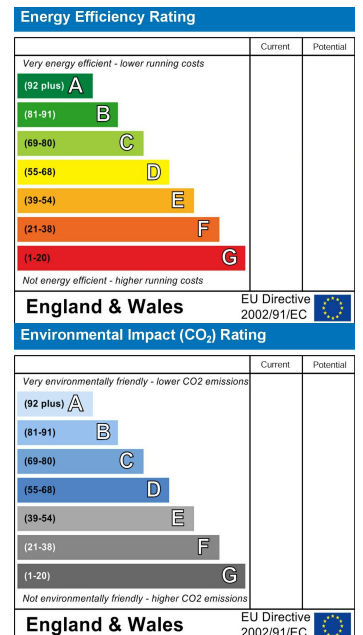 Energy Efficiency Rating
Current Potential
Very energy efficient - lower running costs
(92 plus) A
(81-91) B
(69-80) C
(55-68) D
(39-54) E
(21-38) F
(1-20) G
Not energy efficient - higher running costs
England & Wales
EU Directive
2002/91/EC
Environmental Impact (CO₂) Rating
Current Potential
Very environmentally friendly - lower CO2 emissions
(92 plus) A
(81-91) B
(69-80) C
(55-68) D
(39-54) E
(21-38) F
(1-20) G
Not environmentally friendly - higher CO2 emissions
England & Wales
EU Directive
2002/91/EC